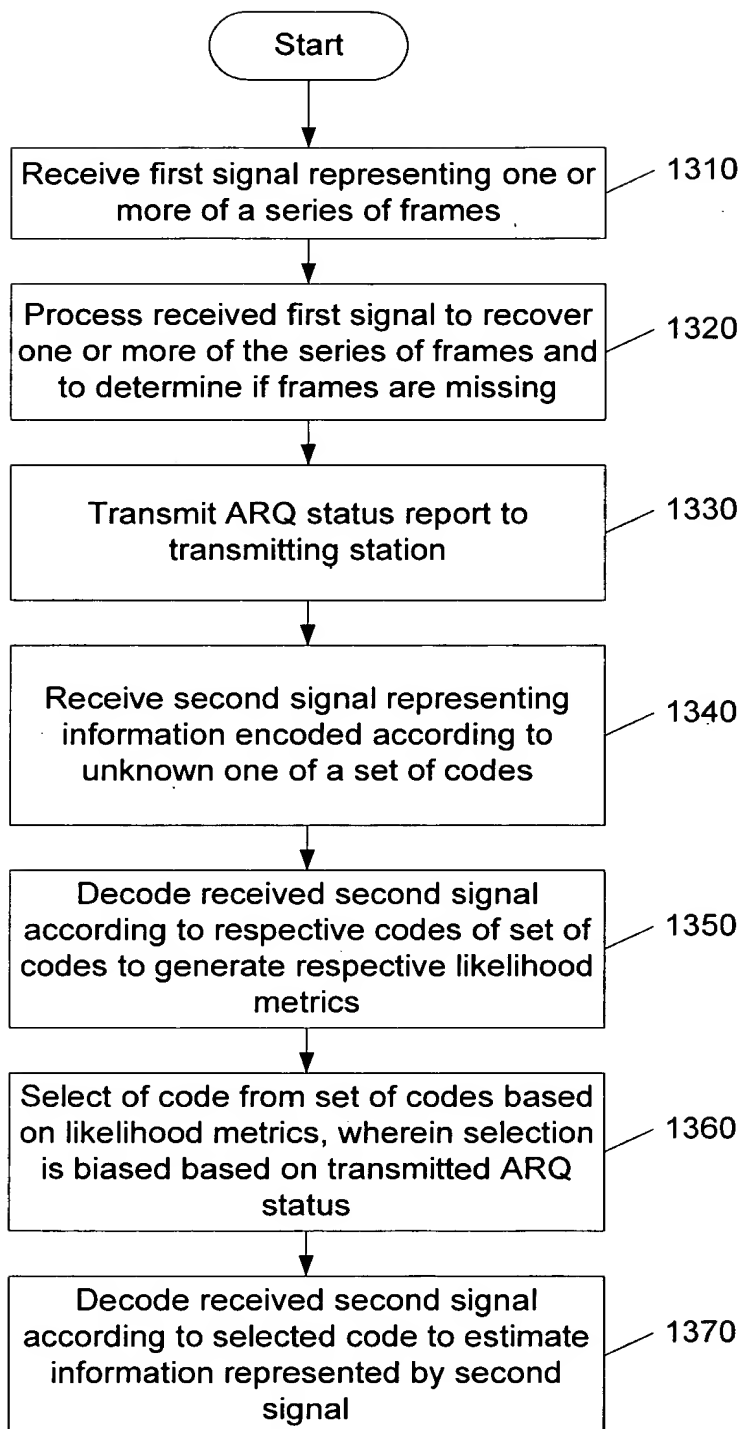 Start
Receive first signal representing one or
more of a series of frames
1310
Process received first signal to recover
one or more of the series of frames and
to determine if frames are missing
1320
Transmit ARQ status report to
transmitting station
1330
Receive second signal representing
information encoded according to
unknown one of a set of codes
1340
Decode received second signal
according to respective codes of set of
codes to generate respective likelihood
metrics
1350
Select of code from set of codes based
on likelihood metrics, wherein selection
is biased based on transmitted ARQ
status
1360
Decode received second signal
according to selected code to estimate
information represented by second
signal
1370